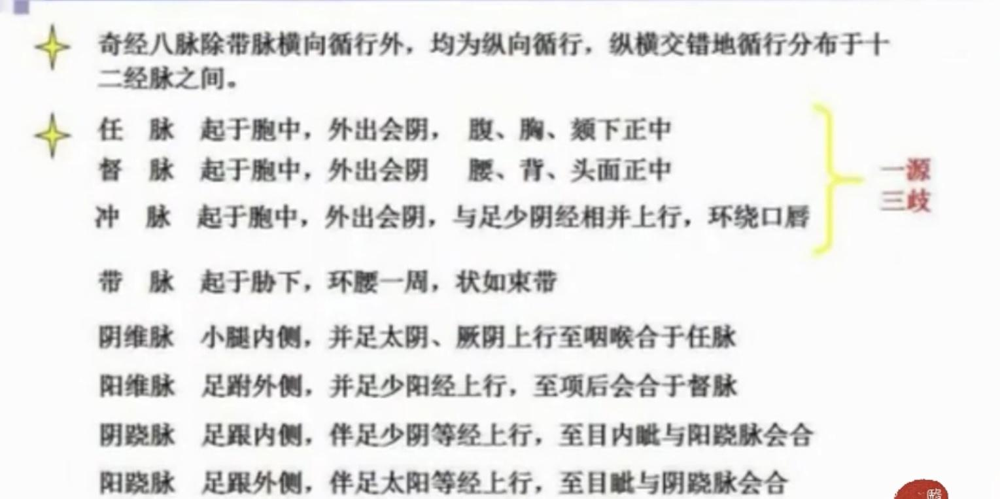 奇经八脉除带脉横向循行外，均为纵向循行，纵横交错地循行分布于十
二经脉之间。
任 脉 起于胞中，外出会阴， 腹、胸、颏下正中
督 脉 起于胞中，外出会阴 腰、背、头面正中
冲 脉 起于胞中，外出会阴，与足少阴经相并上行，环绕口唇
一源
三歧
带 脉 起于胁下，环腰一周，状如束带
阴维脉 小腿内侧，并足太阴、厥阴上行至咽喉合于任脉
阳维脉 足跗外侧，并足少阳经上行，至项后会合于督脉
阴跷脉 足跟内侧，伴足少阴等经上行，至目内眦与阳跷脉会合
阳跷脉 足跟外侧，伴足太阳等经上行，至目眦与阴跷脉会合